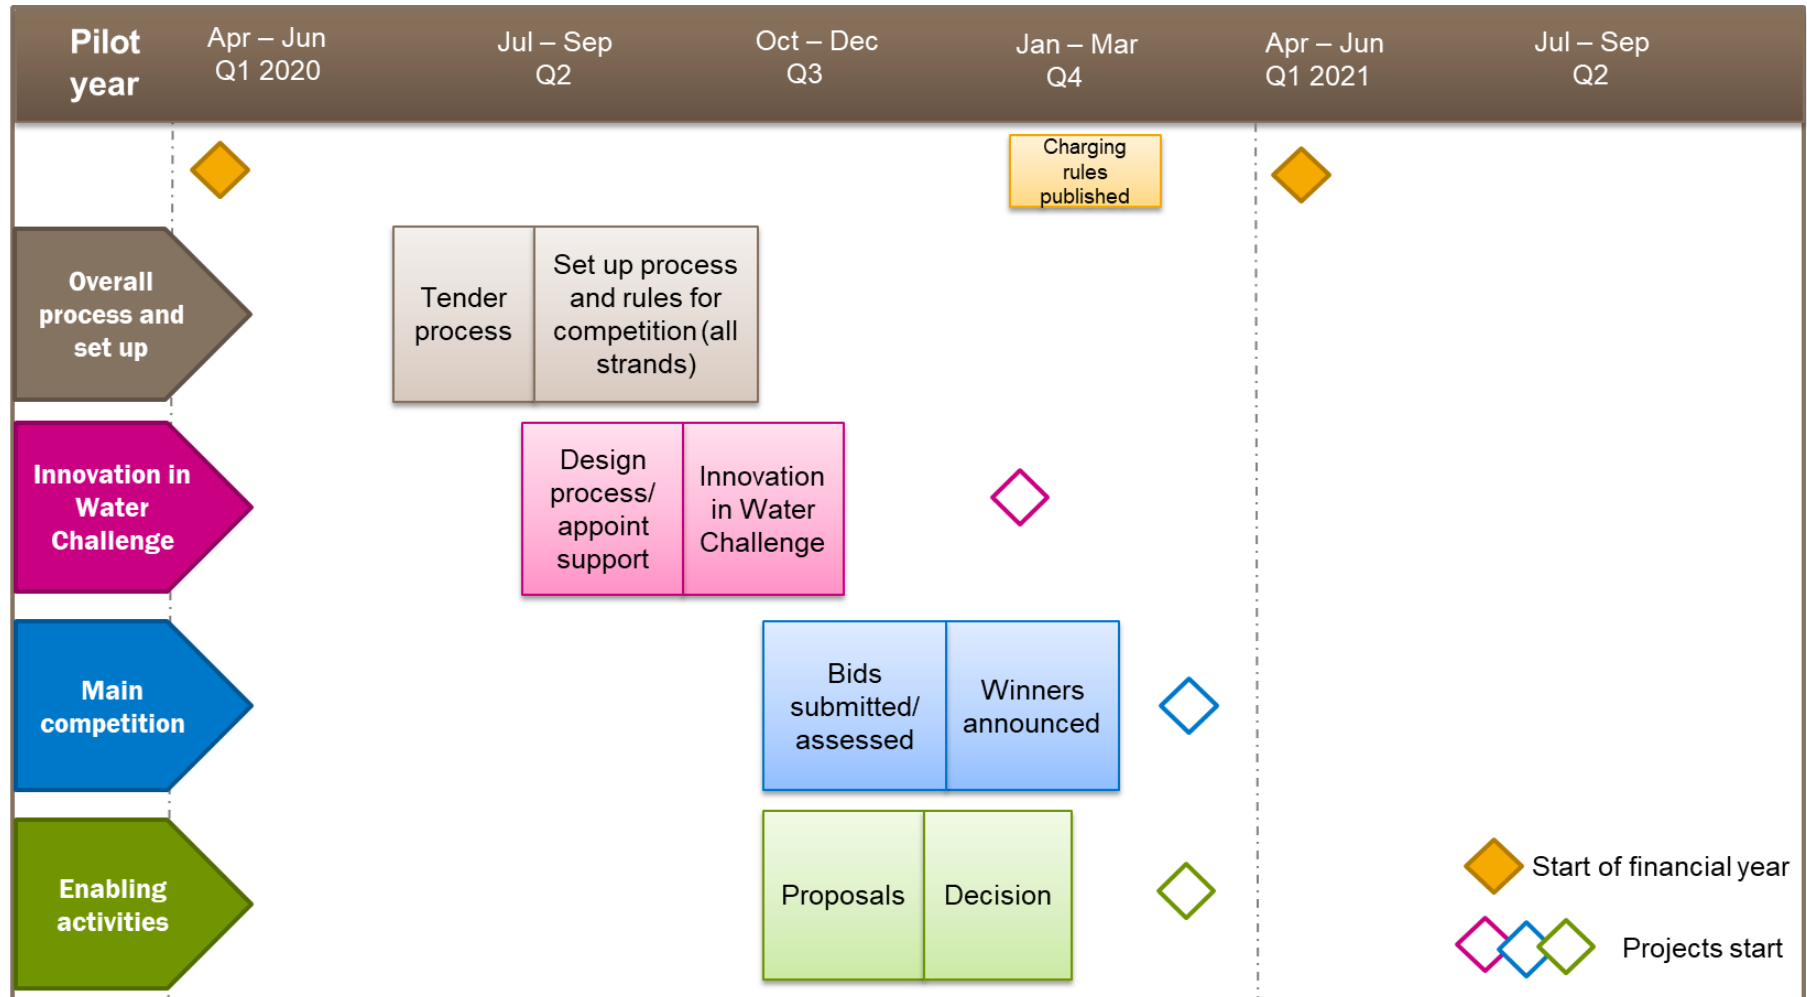 Pilot
year
Apr – Jun
Q1 2020
Jul – Sep
Q2
Oct – Dec
Q3
Jan – Mar
Q4
Apr – Jun
Q1 2021
Jul – Sep
Q2
Charging
rules
published
Overall
process and
set up
Tender
process
Set up process
and rules for
competition (all
strands)
Innovation in
Water
Challenge
Design
process/
appoint
support
Innovation
in Water
Challenge
Main
competition
Bids
submitted/
assessed
Winners
announced
Enabling
activities
Proposals
Decision
Start of financial year
Projects start